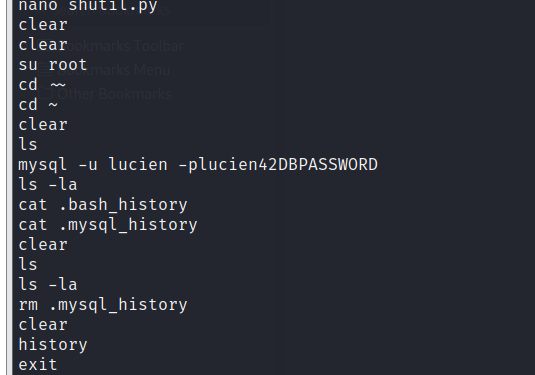 nano shutil.py
clear
clear
Bookmarks Toolbar
su root
Bookmarks Menu
cd ~~
Other Bookmarks
cd ~
clear
ls
mysql -u lucien -plucien42DBPASSWORD
ls -la
cat .bash_history
cat .mysql_history
clear
ls
ls -la
rm .mysql_history
clear
history
exit